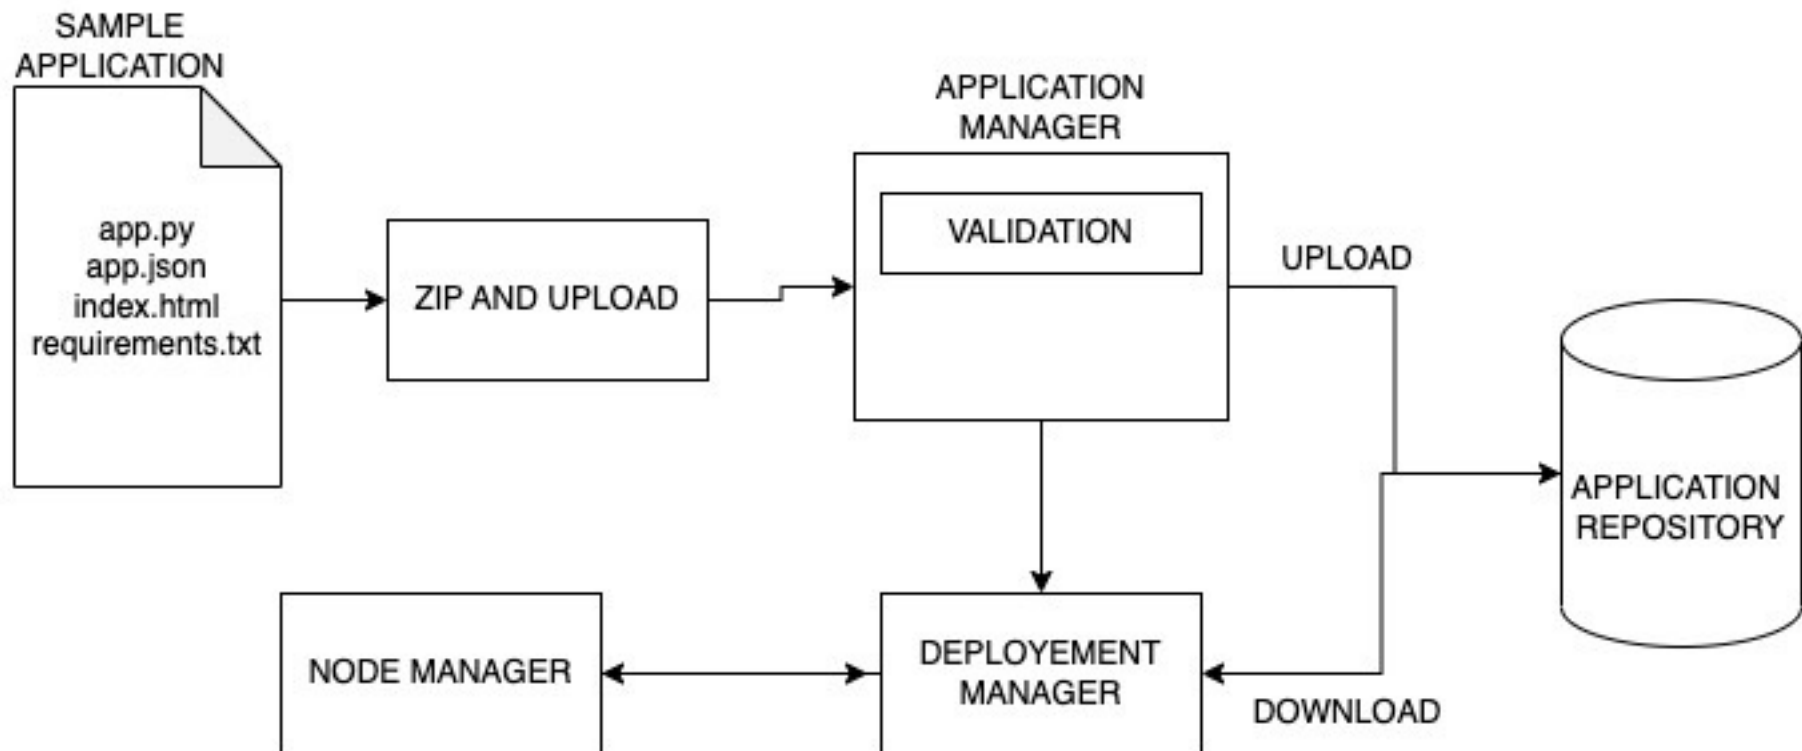 SAMPLE
APPLICATION
app.py
app.json
index.html
requirements.txt
ZIP AND UPLOAD
APPLICATION
MANAGER
VALIDATION
UPLOAD
APPLICATION
REPOSITORY
NODE MANAGER
DEPLOYEMENT
MANAGER
DOWNLOAD